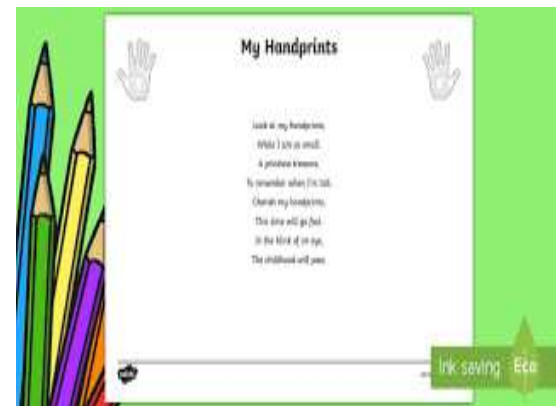 My Handprints
Look at my handprints,
While I am so small.
A priceless treasure,
To remember when I'm tall.
Cherish my handprints,
This time will go fast.
In the blink of an eye,
The childhood will pass.
Ink saving
Eco